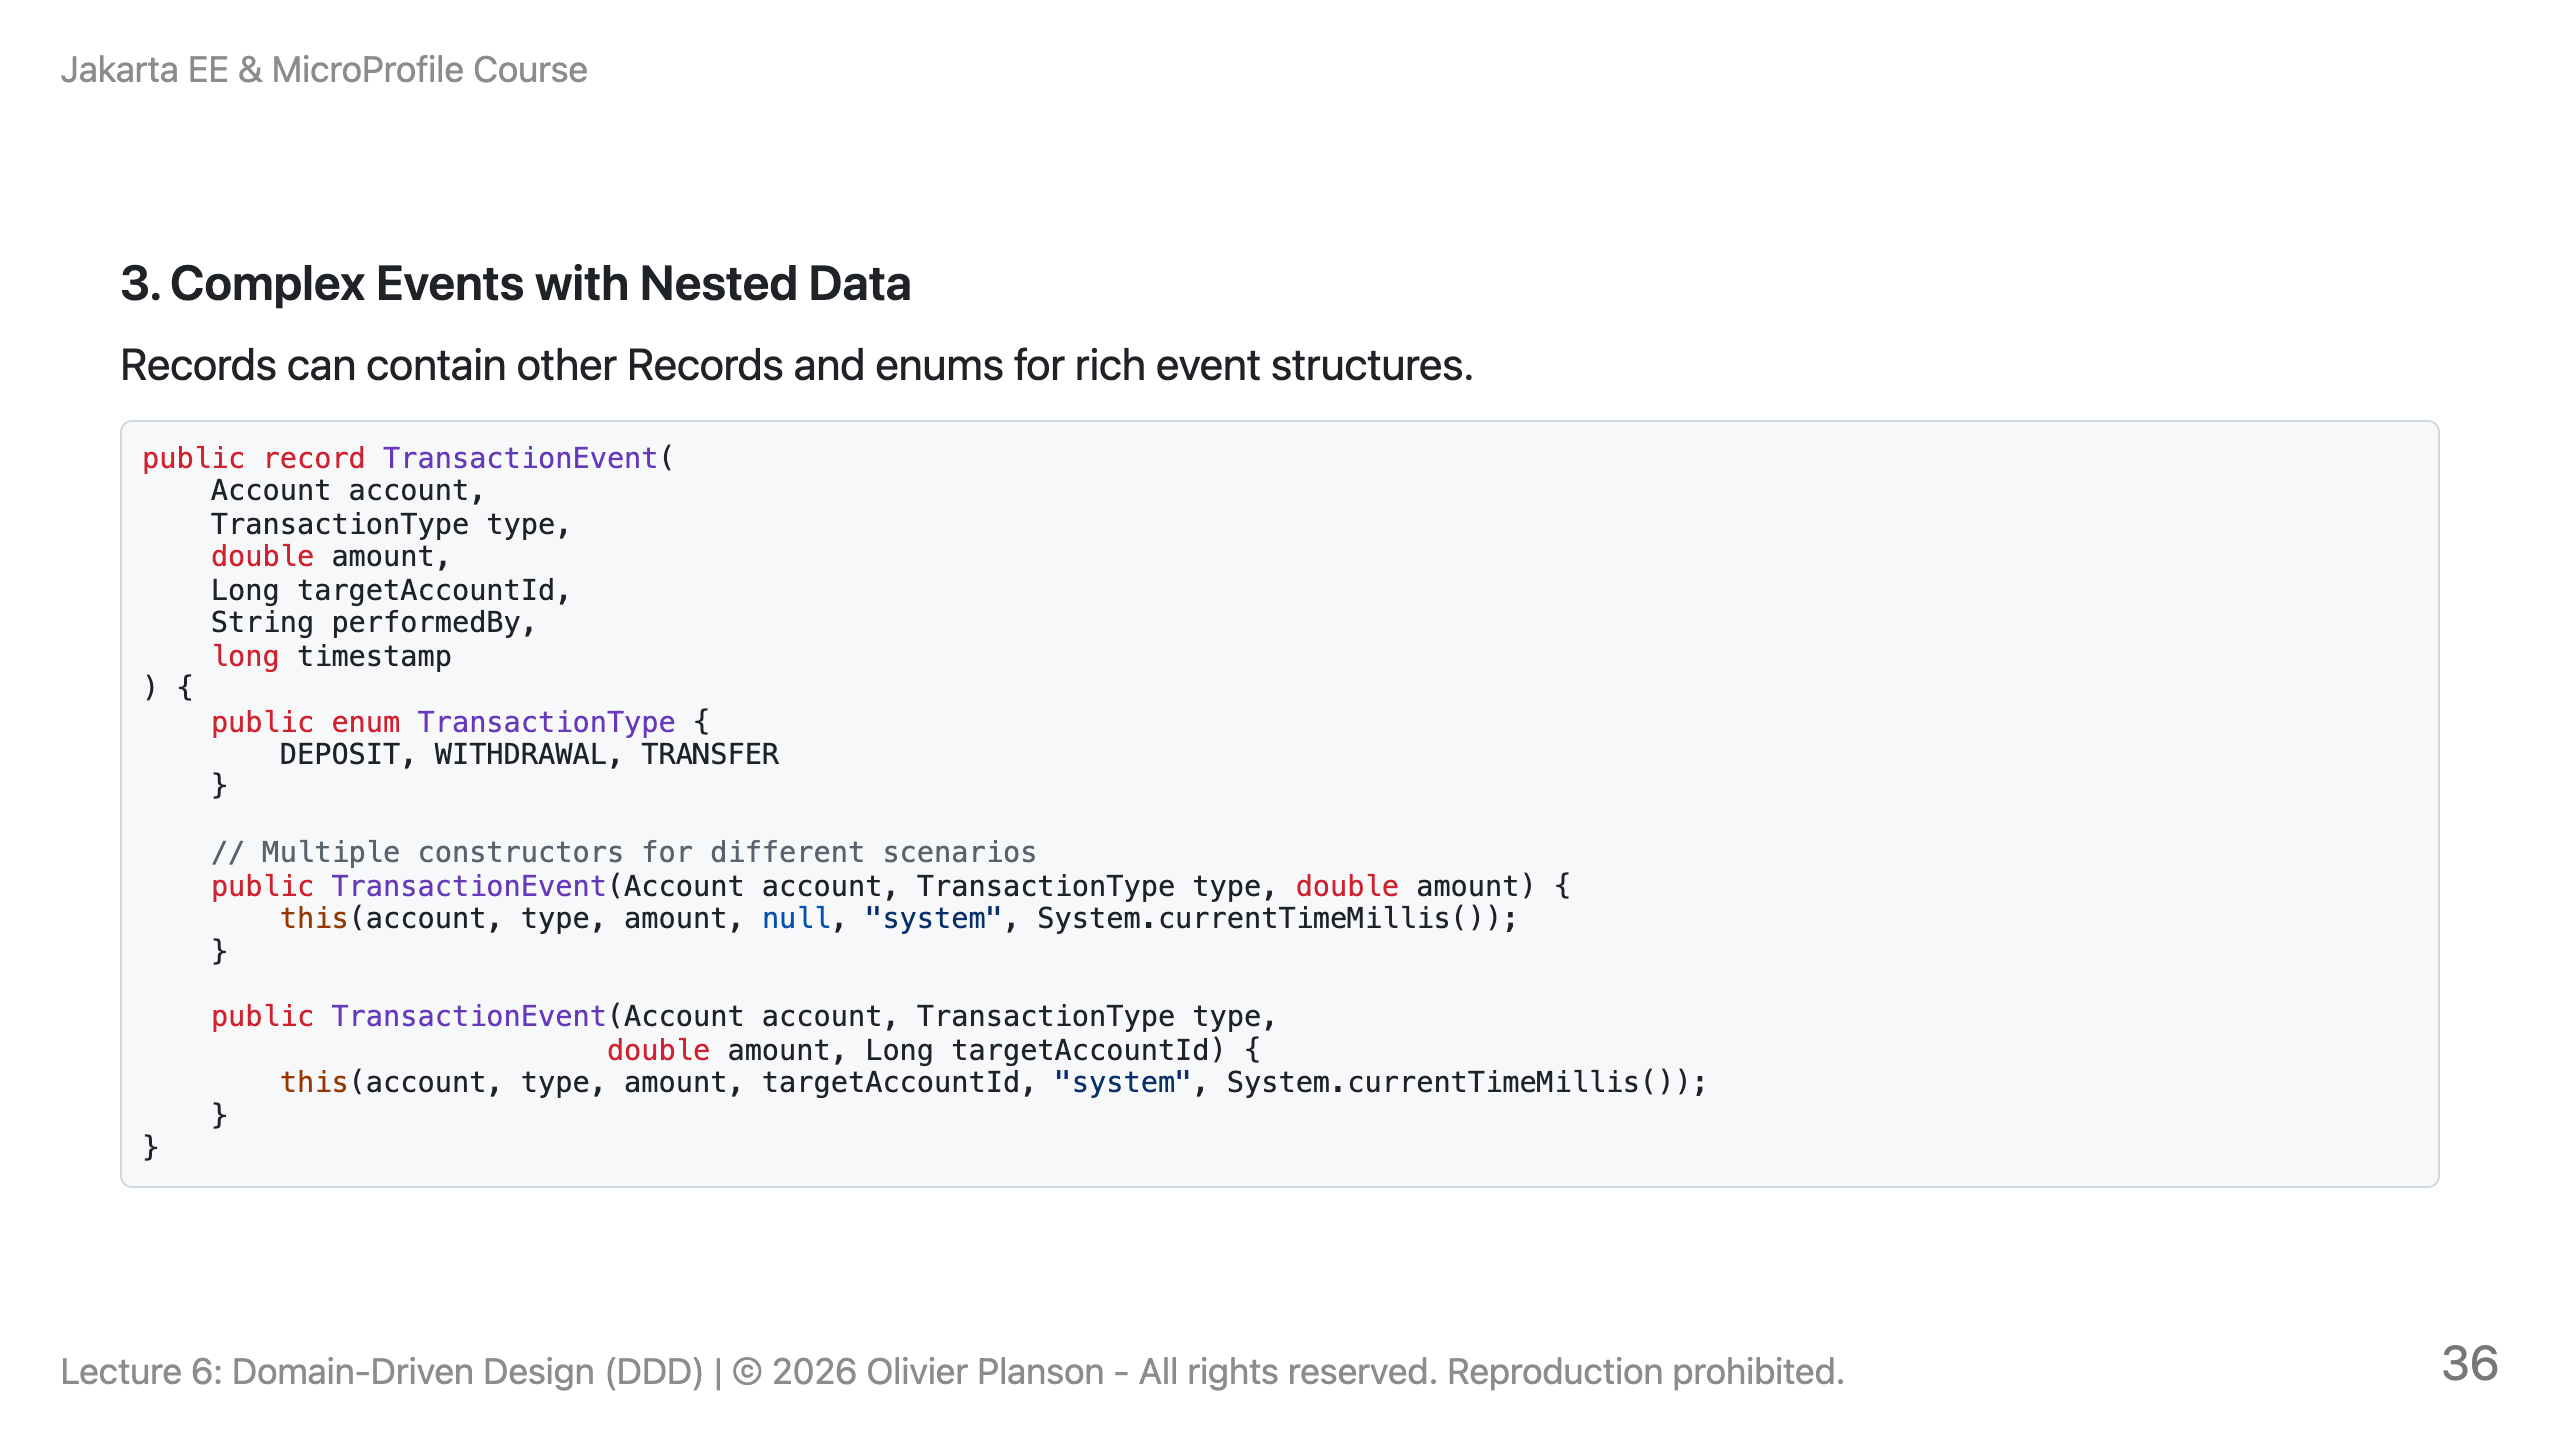 Jakarta EE & MicroProfile Course
3. Complex Events with Nested Data
Records can contain other Records and enums for rich event structures.
public record TransactionEvent(
    Account account,
    TransactionType type,
    double amount,
    Long targetAccountId,
    String performedBy,
    long timestamp
) {
    public enum TransactionType {
        DEPOSIT, WITHDRAWAL, TRANSFER
    }

    // Multiple constructors for different scenarios
    public TransactionEvent(Account account, TransactionType type, double amount) {
        this(account, type, amount, null, "system", System.currentTimeMillis());
    }

    public TransactionEvent(Account account, TransactionType type,
                           double amount, Long targetAccountId) {
        this(account, type, amount, targetAccountId, "system", System.currentTimeMillis());
    }
}
Lecture 6: Domain-Driven Design (DDD) | © 2026 Olivier Planson - All rights reserved. Reproduction prohibited.
36